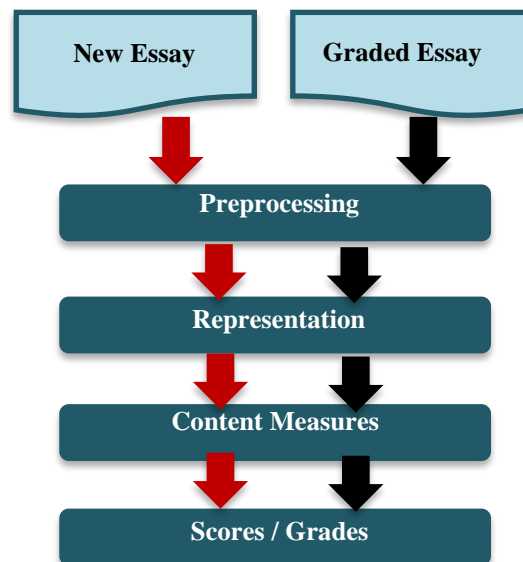 New Essay
Graded Essay
Preprocessing
Representation
Content Measures
Scores / Grades